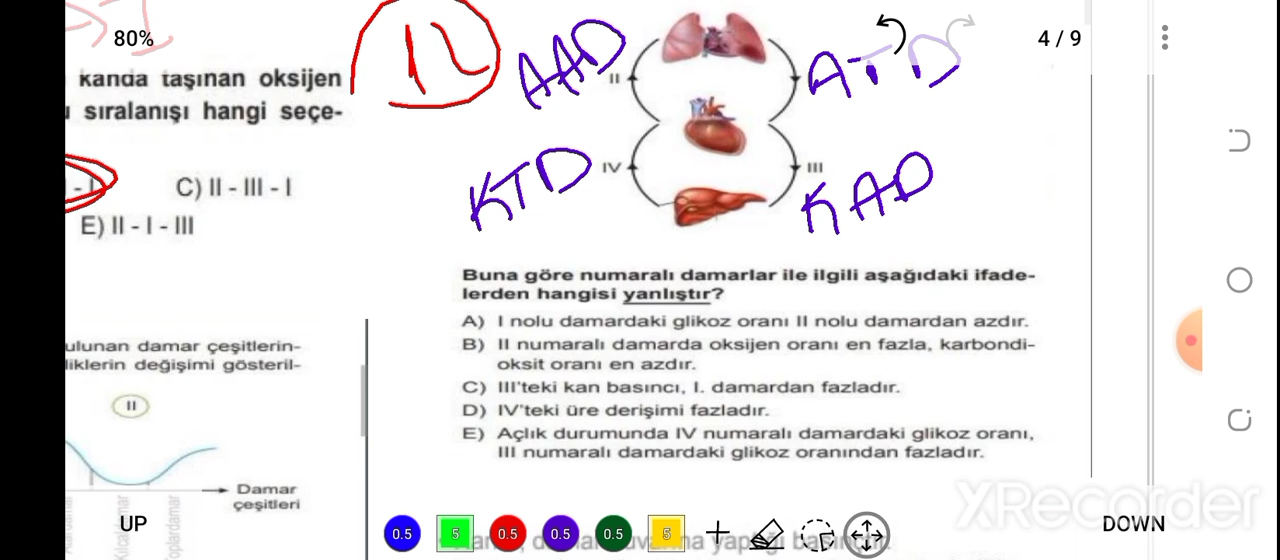 80%
4 / 9
kanda taşınan oksijen
sıralanışı hangi seçe-
C) II - III - I
E) II - I - III
12
AAD
ATD
KTD
KAD
II
IV
III
Buna göre numaralı damarlar ile ilgili aşağıdaki ifade-
lerden hangisi yanlıştır?
A) I nolu damardaki glikoz oranı II nolu damardan azdır.
B) II numaralı damarda oksijen oranı en fazla, karbondi-
oksit oranı en azdır.
C) III'teki kan basıncı, I. damardan fazladır.
D) IV'teki üre derişimi fazladır.
E) Açlık durumunda IV numaralı damardaki glikoz oranı,
III numaralı damardaki glikoz oranından fazladır.
ulunan damar çeşitlerin-
liklerin değişimi gösteril-
II
Damar
çeşitleri
UP
0.5
5
0.5
0.5
0.5
5
XRecorder
DOWN